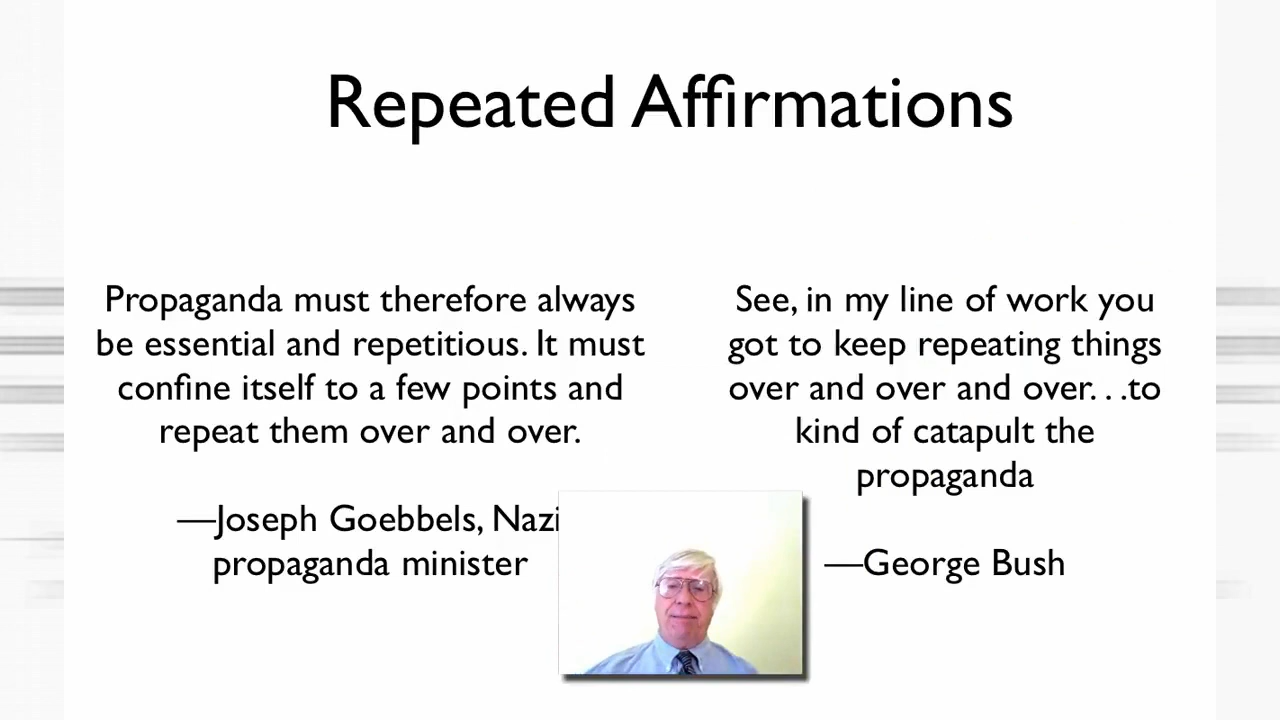 Repeated Affirmations
Propaganda must therefore always
be essential and repetitious. It must
confine itself to a few points and
repeat them over and over.
—Joseph Goebbels, Nazi
propaganda minister
See, in my line of work you
got to keep repeating things
over and over and over. . .to
kind of catapult the
propaganda
—George Bush